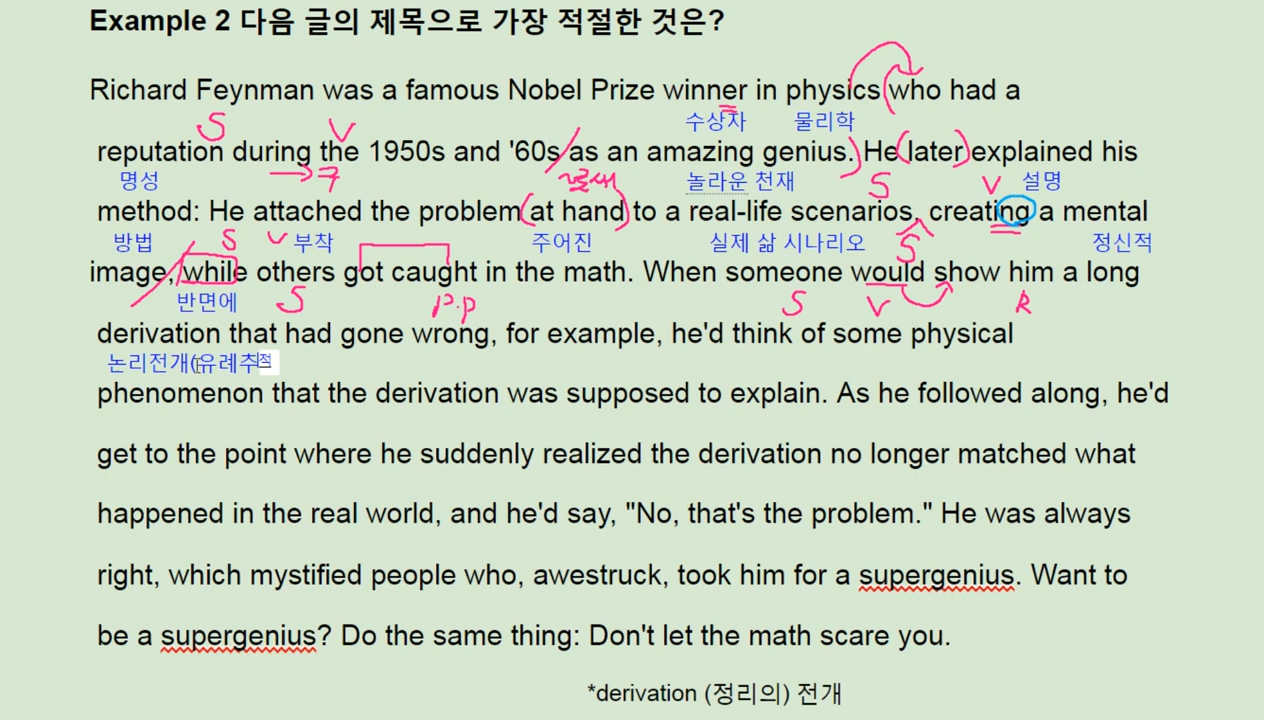 Example 2 다음 글의 제목으로 가장 적절한 것은?
Richard Feynman was a famous Nobel Prize winner in physics who had a
수상자 물리학
S V
reputation during the 1950s and '60s as an amazing genius. He later explained his
명성 놀라운 천재 S V 설명
method: He attached the problem at hand to a real-life scenarios, creating a mental
방법 S V 부착 주어진 실제 삶 시나리오 S 정신적
image, while others got caught in the math. When someone would show him a long
반면에 S p.p S V
derivation that had gone wrong, for example, he'd think of some physical
논리전개(유례추적
phenomenon that the derivation was supposed to explain. As he followed along, he'd
get to the point where he suddenly realized the derivation no longer matched what
happened in the real world, and he'd say, "No, that's the problem." He was always
right, which mystified people who, awestruck, took him for a supergenius. Want to
be a supergenius? Do the same thing: Don't let the math scare you.
*derivation (정리의) 전개